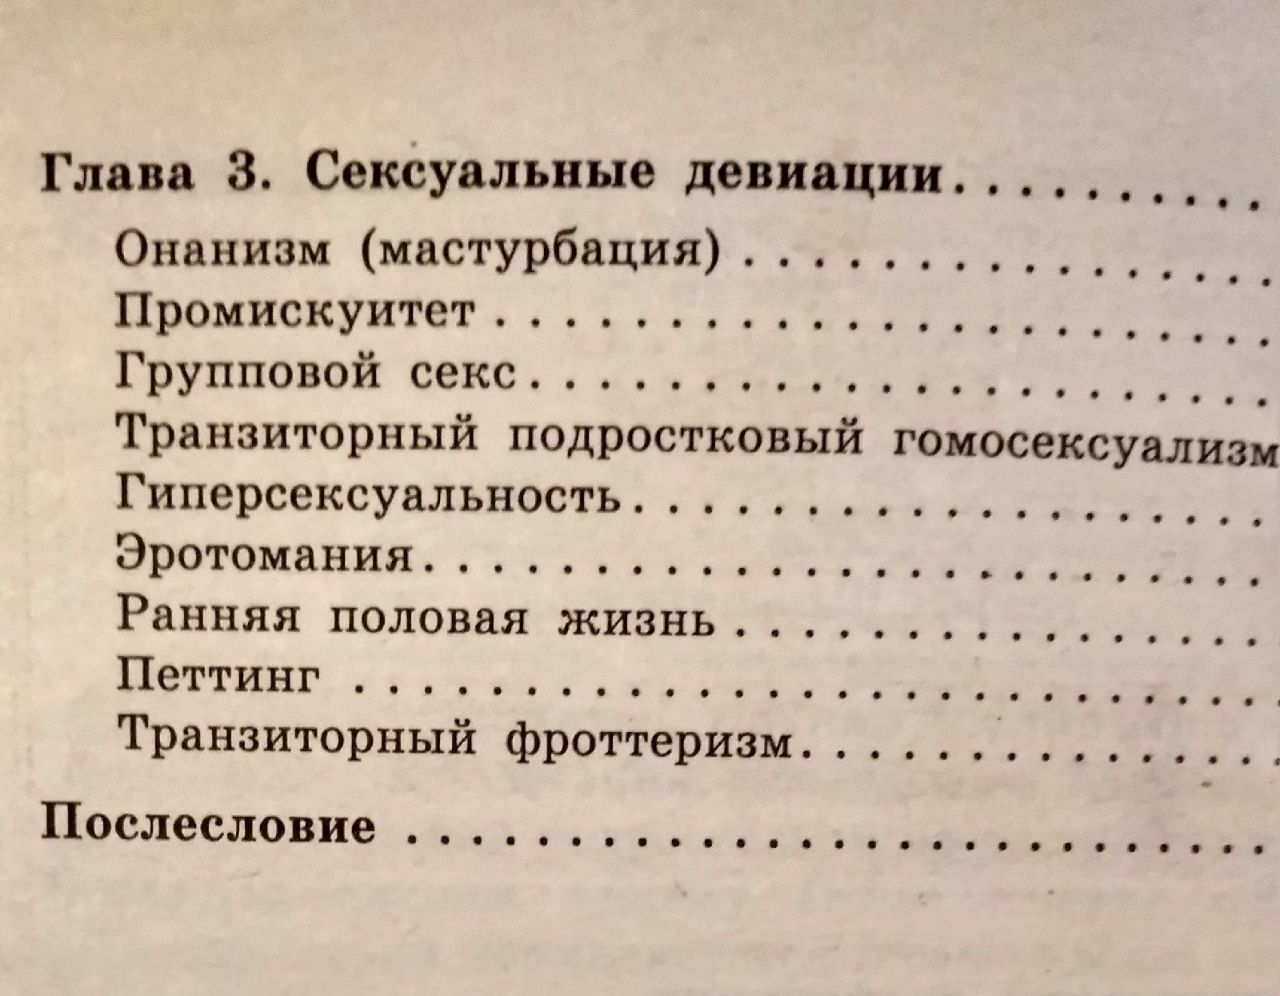 Глава 3. Сексуальные девиации..........
Онанизм (мастурбация) ................
Промискуитет .......................
Групповой секс......................
Транзиторный подростковый гомосексуализм
Гиперсексуальность...................
Эротомания.........................
Ранняя половая жизнь ................
Петтинг ...........................
Транзиторный фроттеризм..............
Послесловие ..........................